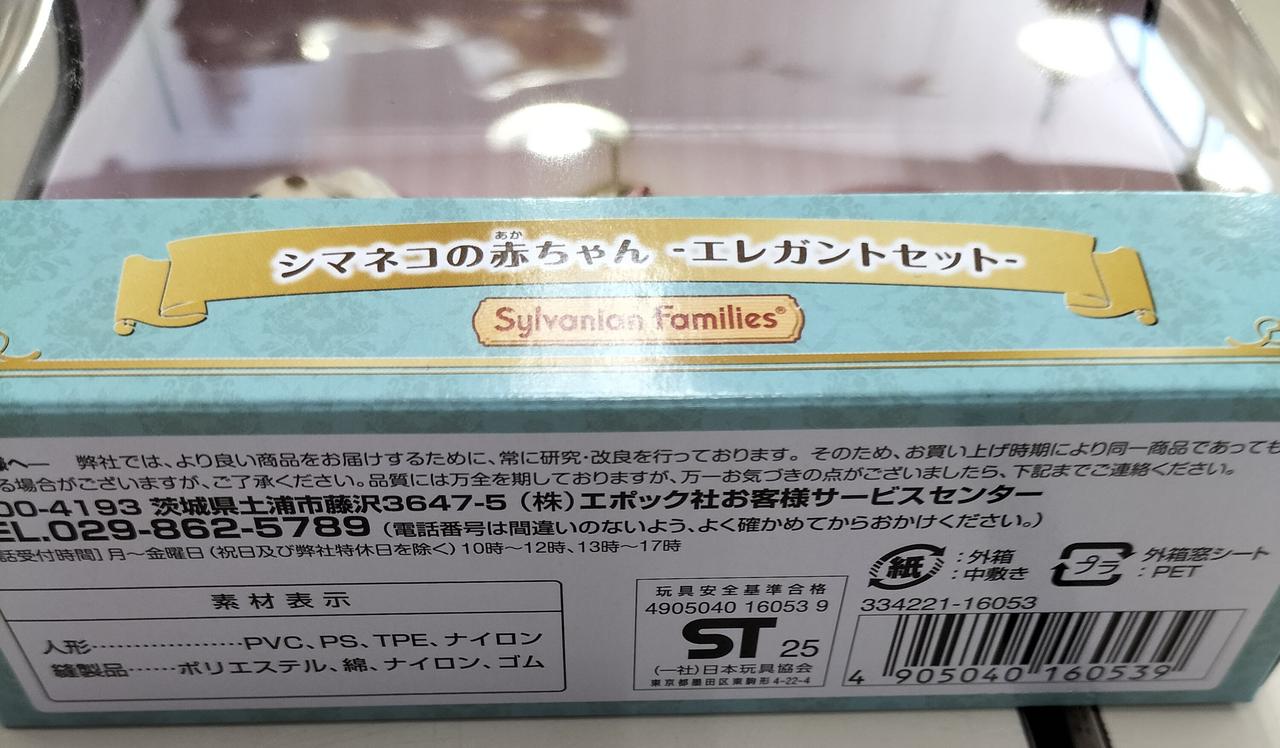 シマネコの赤ちゃん -エレガントセット-
あか
Sylvanian Families®
へ― 弊社では、より良い商品をお届けするために、常に研究・改良を行っております。そのため、お買い上げ時期により同一商品であっても
る場合がございますが、ご了承ください。品質には万全を期しておりますが、万一お気づきの点がございましたら、下記までご連絡ください。
00-4193 茨城県土浦市藤沢3647-5 (株)エポック社お客様サービスセンター
EL.029-862-5789 (電話番号は間違いのないよう、よく確かめてからおかけください。)
話受付時間] 月~金曜日(祝日及び弊社特休日を除く)10時~12時、13時~17時
素材表示
人形………………PVC、PS、TPE、ナイロン
縫製品……ポリエステル、綿、ナイロン、ゴム
玩具安全基準合格
4905040 16053 9
ST 25
(一社)日本玩具協会
東京都墨田区東駒形4-22-4
紙 :外箱
:中敷き
プラ 外箱窓シート
:PET
334221-16053
4 905040 160539